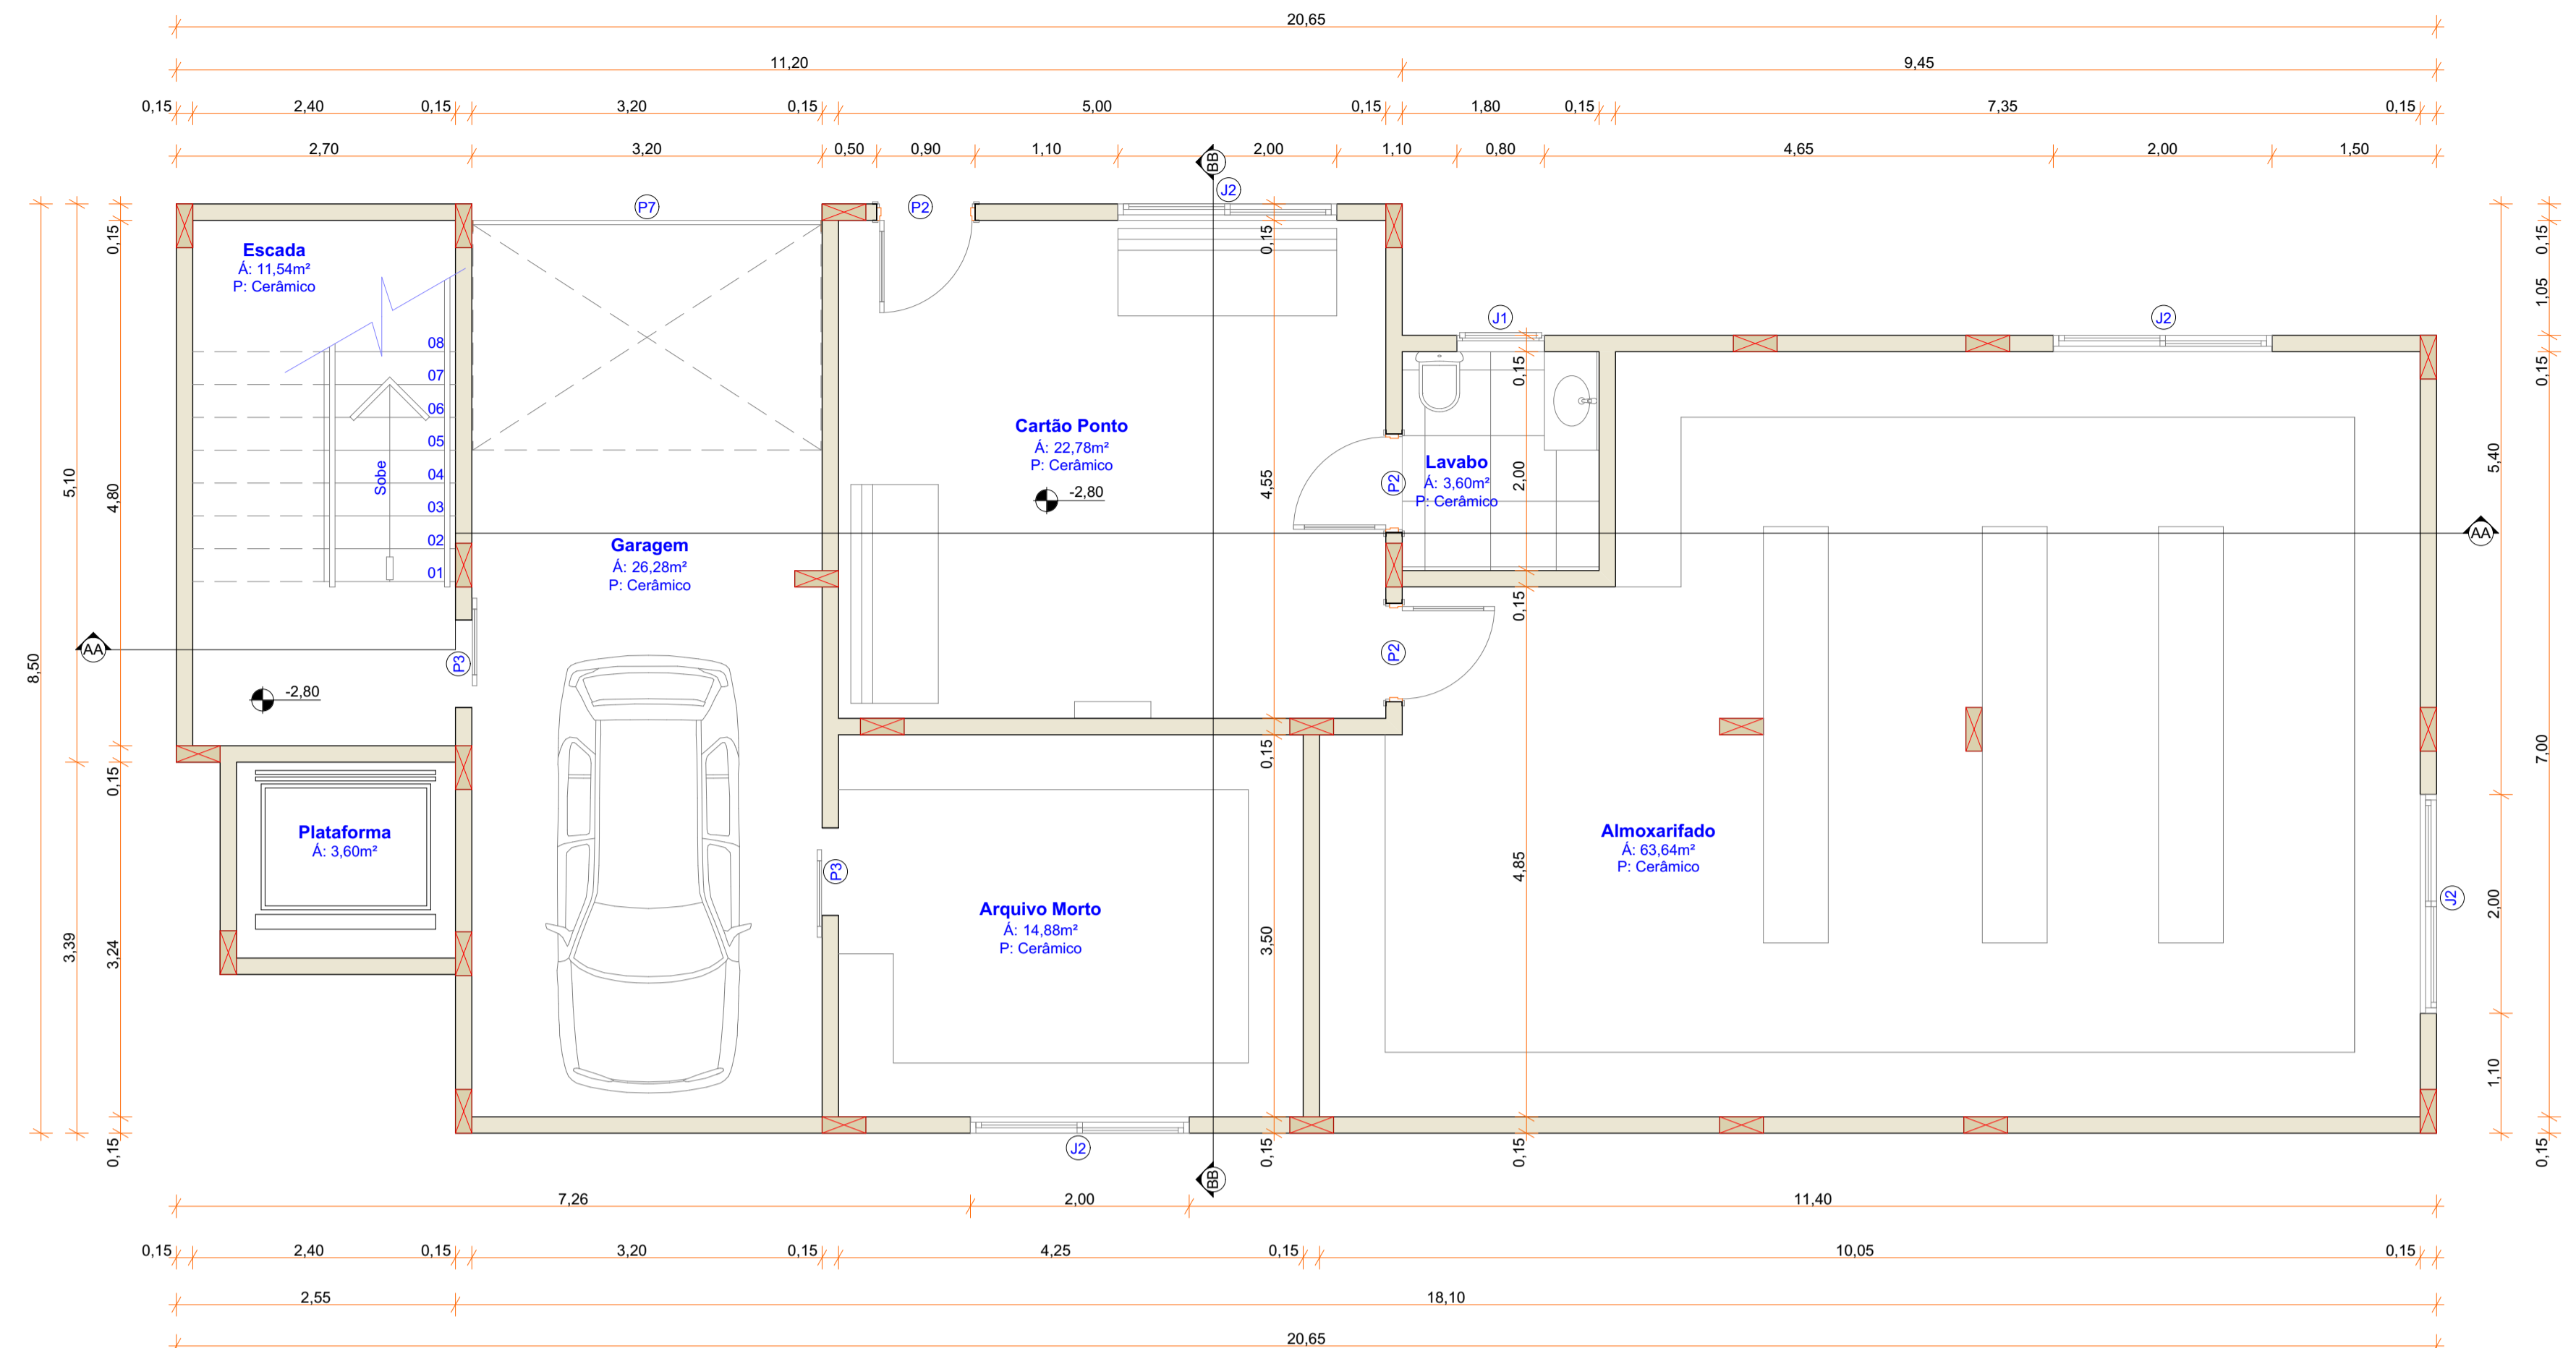 20,65
11,20 9,45
0,15 2,40 0,15 3,20 0,15 5,00 0,15 1,80 0,15 7,35 0,15
2,70 3,20 0,50 0,90 1,10 2,00 1,10 0,80 4,65 2,00 1,50
BB
J2
P7
P2
Escada
Á: 11,54m²
P: Cerâmico
0,15
0,15
0,15
1,05
J1
J2
08
07
06
05
04
03
02
01
Sobe
0,15
0,15
Cartão Ponto
Á: 22,78m²
P: Cerâmico
-2,80
Lavabo
Á: 3,60m²
P: Cerâmico
P2
2,00
4,55
5,10
4,80
5,40
AA
Garagem
Á: 26,28m²
P: Cerâmico
0,15
AA
P3
P2
8,50
-2,80
7,00
0,15
0,15
Plataforma
Á: 3,60m²
Almoxarifado
Á: 63,64m²
P: Cerâmico
P3
4,85
J2
2,00
Arquivo Morto
Á: 14,88m²
P: Cerâmico
3,39
3,24
3,50
1,10
J2
0,15
0,15
0,15
0,15
BB
7,26 2,00 11,40
0,15 2,40 0,15 3,20 0,15 4,25 0,15 10,05 0,15
2,55 18,10
20,65